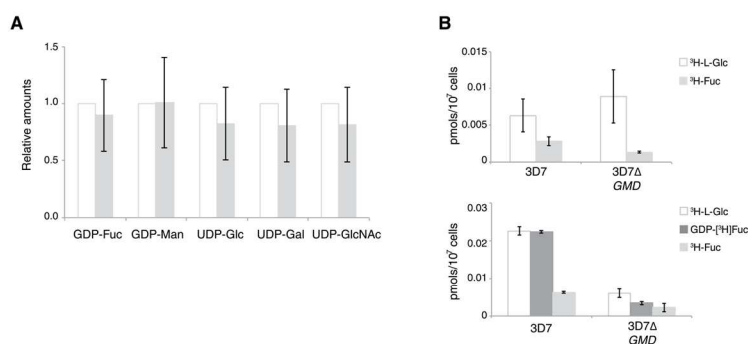 A
1.5
1.0
0.5
0.0
Relative amounts
GDP-Fuc GDP-Man UDP-Glc UDP-Gal UDP-GlcNAc
B
0.015
0.01
0.005
0
pmols/10⁷ cells
³H-L-Glc
³H-Fuc
3D7 3D7Δ
GMD
0.03
0.02
0.01
0
pmols/10⁷ cells
³H-L-Glc
GDP-[³H]Fuc
³H-Fuc
3D7 3D7Δ
GMD